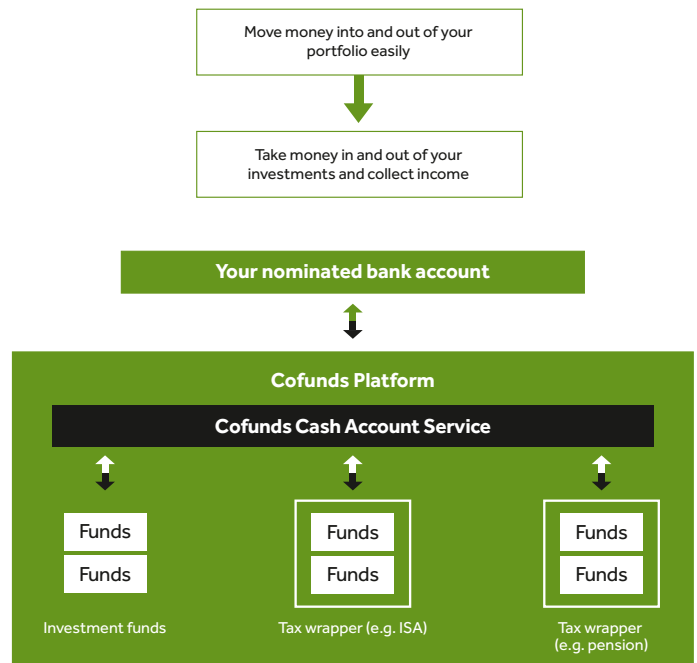 Move money into and out of your
portfolio easily
Take money in and out of your
investments and collect income
Your nominated bank account
Cofunds Platform
Cofunds Cash Account Service
Funds
Funds
Investment funds
Funds
Funds
Tax wrapper (e.g. ISA)
Funds
Funds
Tax wrapper
(e.g. pension)